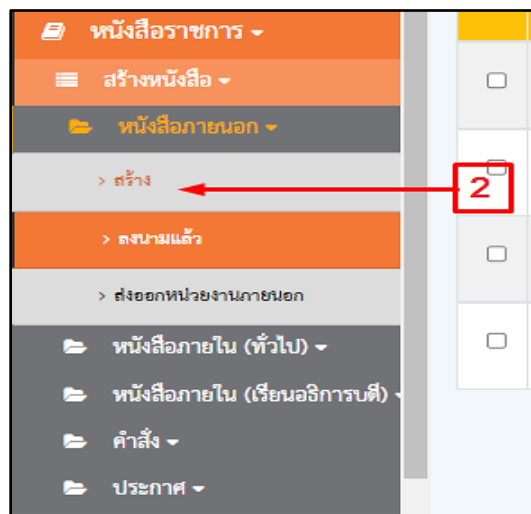 หนังสือราชการ
สร้างหนังสือ
หนังสือภายนอก
> สร้าง
2
> ลงนามแล้ว
> ส่งออกหน่วยงานภายนอก
หนังสือภายใน (ทั่วไป)
หนังสือภายใน (เรียนอธิการบดี)
คำสั่ง
ประกาศ